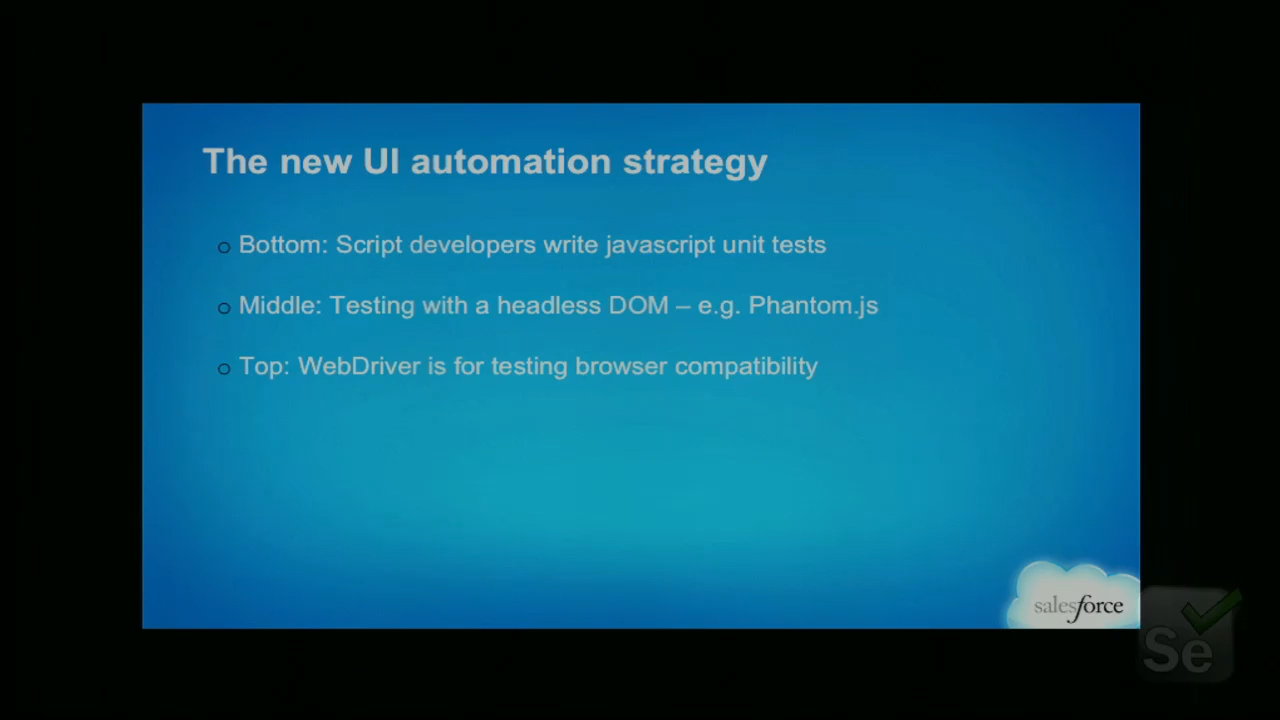 The new UI automation strategy
Bottom: Script developers write javascript unit tests
Middle: Testing with a headless DOM – e.g. Phantom.js
Top: WebDriver is for testing browser compatibility
salesforce
Se